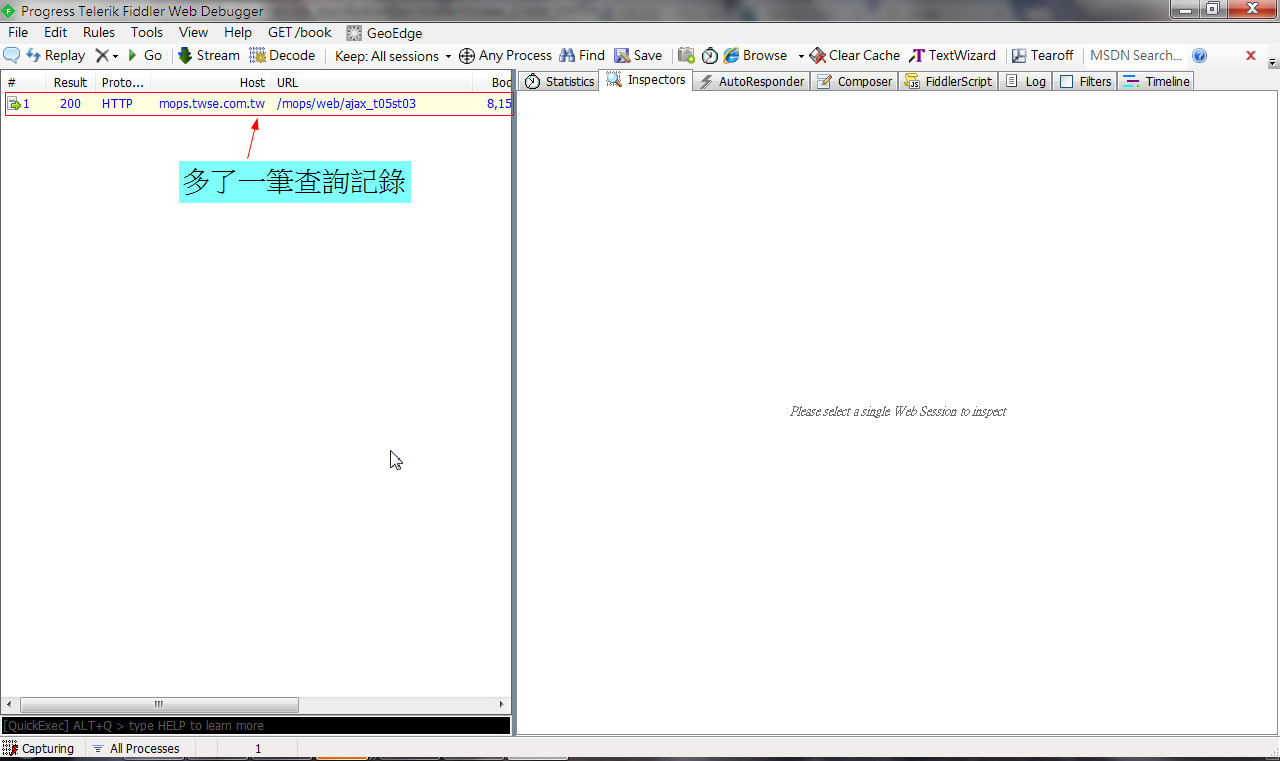 Progress Telerik Fiddler Web Debugger
File Edit Rules Tools View Help GET /book GeoEdge
Replay Go Stream Decode Keep: All sessions Any Process Find Save Browse Clear Cache TextWizard Tearoff MSDN Search...
# Result Proto... Host URL Bod
Statistics Inspectors AutoResponder Composer FiddlerScript Log Filters Timeline
1 200 HTTP mops.twse.com.tw /mops/web/ajax_t05st03 8,15
多了一筆查詢記錄
Please select a single Web Session to inspect
[QuickExec] ALT+Q > type HELP to learn more
Capturing All Processes 1